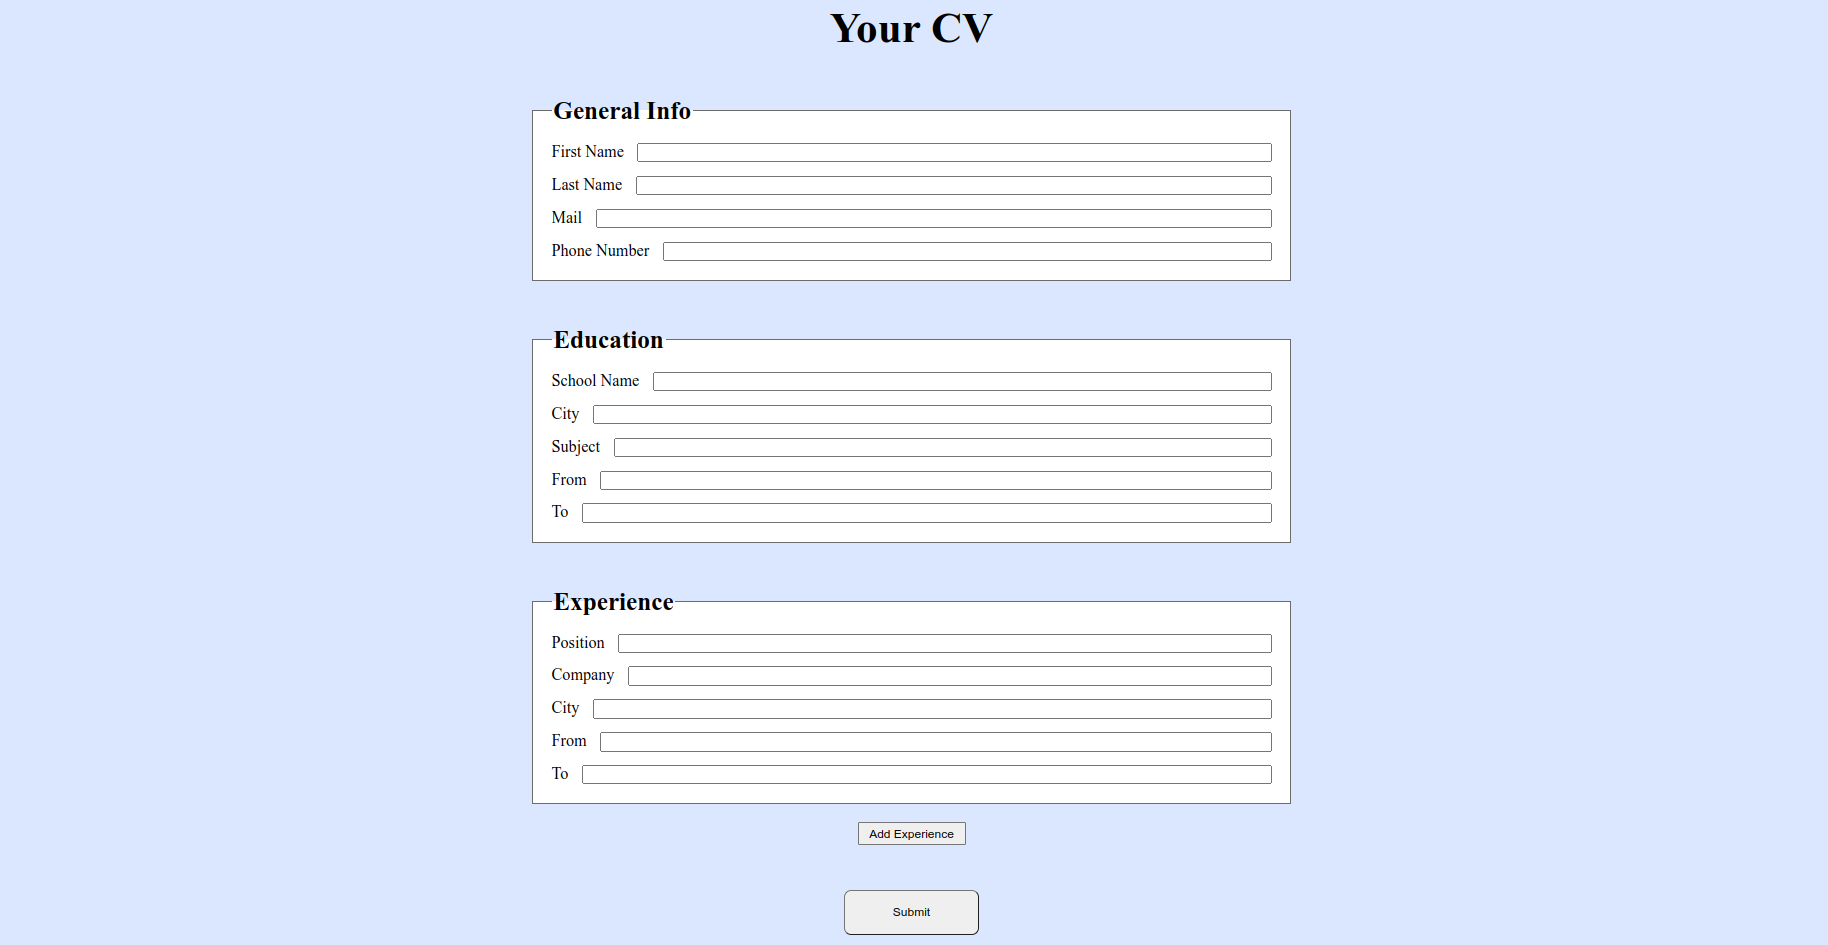 Your CV
General Info
First Name
Last Name
Mail
Phone Number
Education
School Name
City
Subject
From
To
Experience
Position
Company
City
From
To
Add Experience
Submit